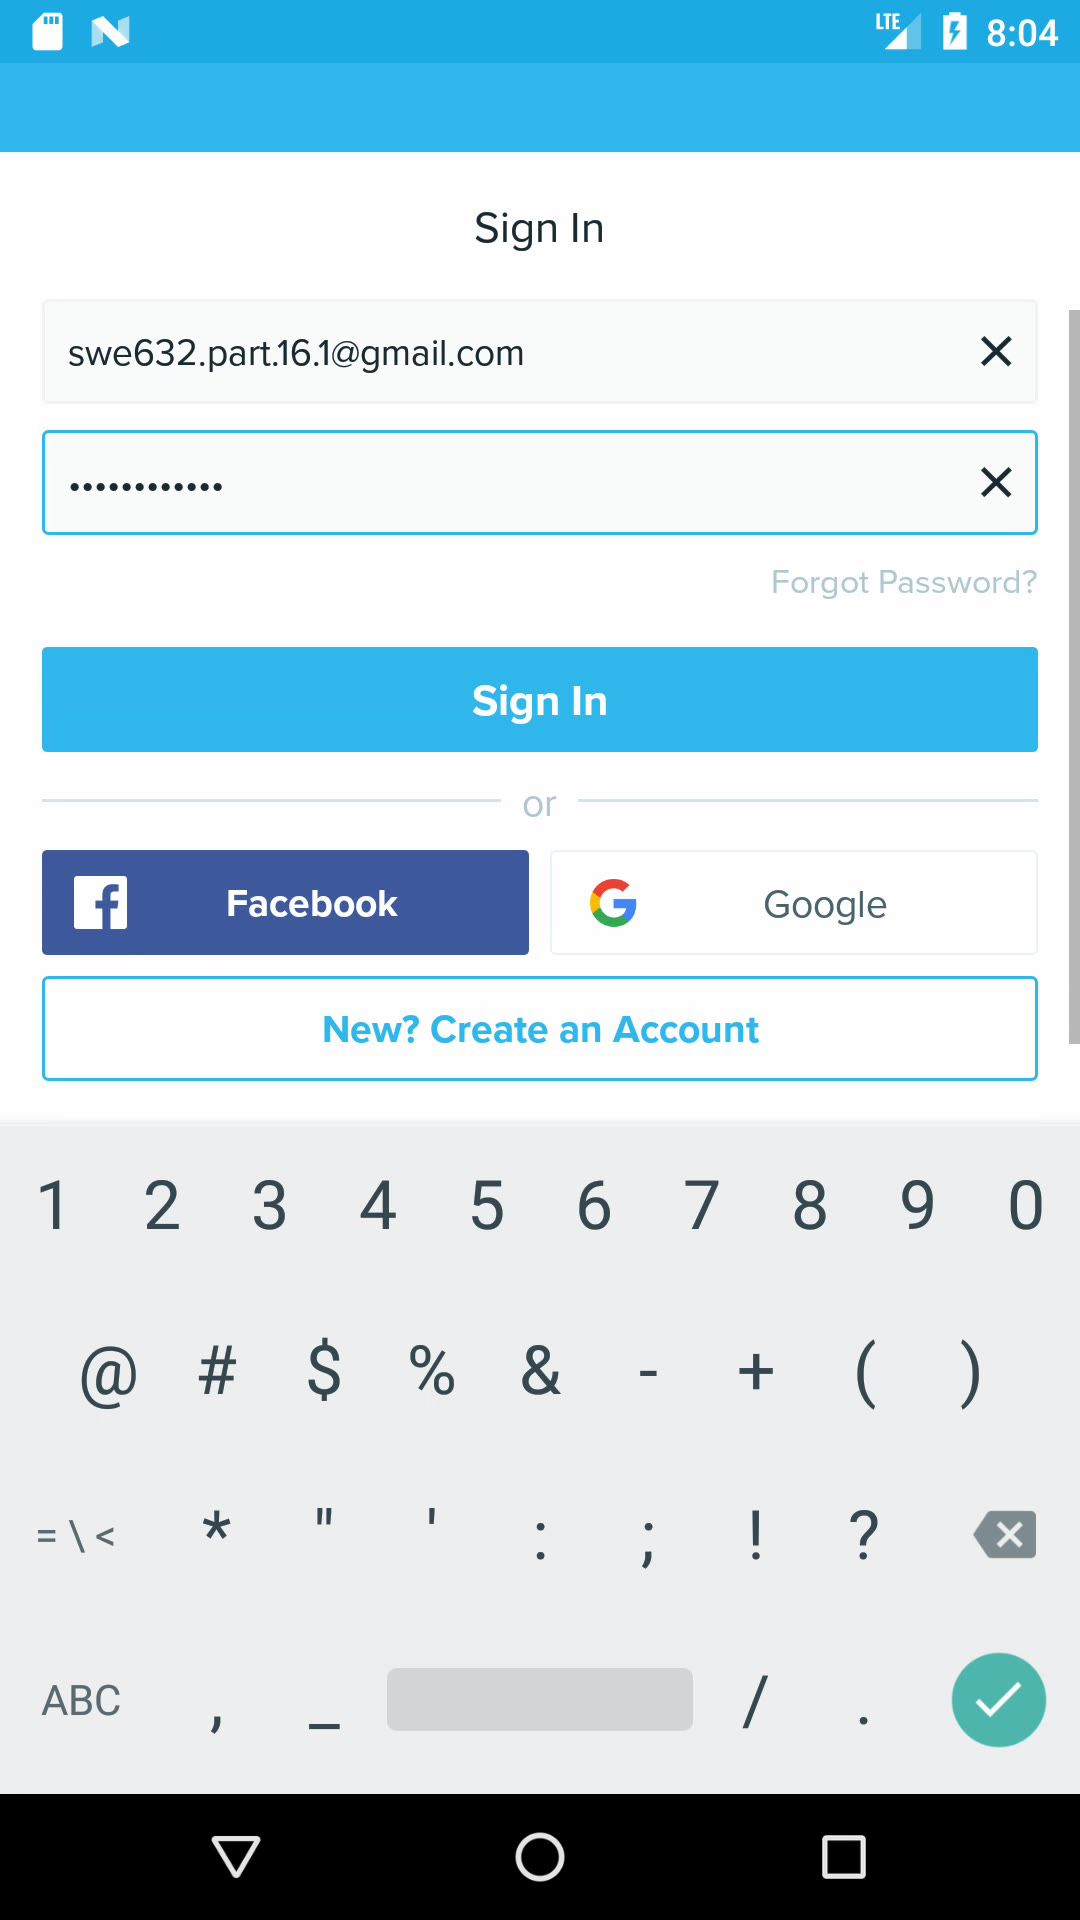 LTE 8:04
Sign In
swe632.part.16.1@gmail.com
••••••••••••
Forgot Password?
Sign In
or
Facebook Google
New? Create an Account
1 2 3 4 5 6 7 8 9 0
@ # $ % & - + ( )
= \ < * " ' : ; ! ?
ABC , _ / .